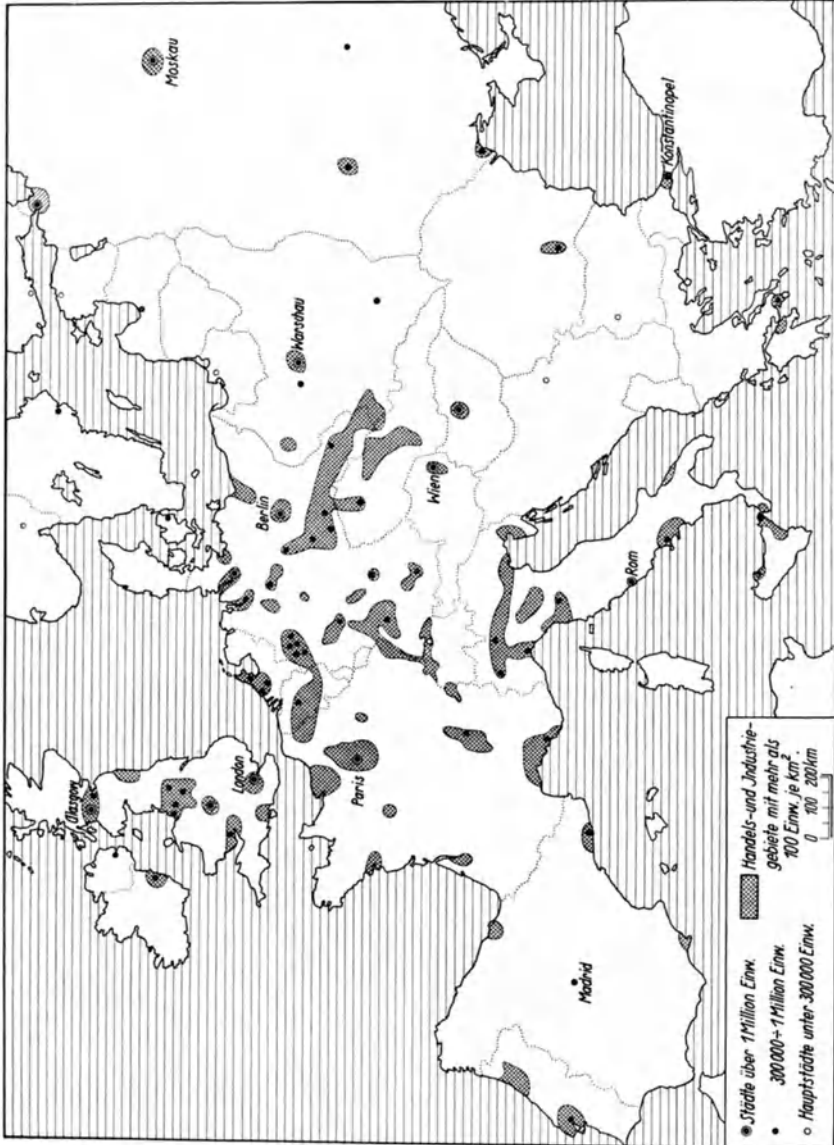 Moskau
Glasgow
Warschau
Berlin
London
Wien
Paris
Konstantinopel
Rom
Madrid
Städte über 1 Million Einw.
300 000÷1 Million Einw.
Hauptstädte unter 300 000 Einw.
Handels- und Jndustrie-
gebiete mit mehr als
100 Einw. je km².
0 100 200 km